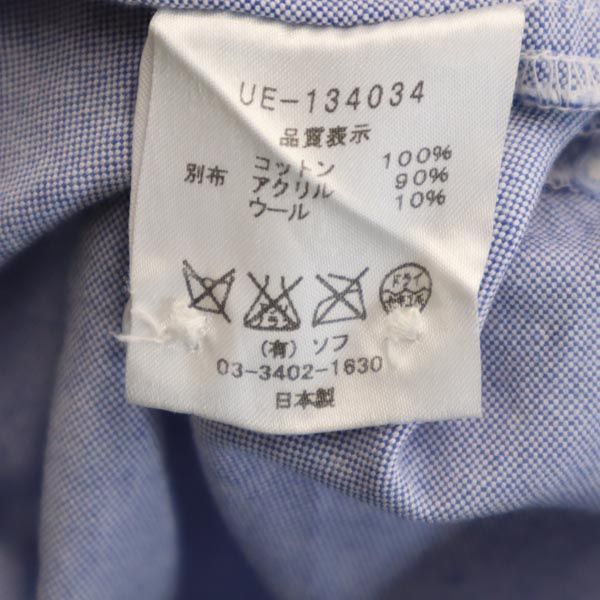 UE-134034
品質表示
コットン 100%
別布 アクリル 90%
ウール 10%
ドライ
(有) ソフ
03-3402-1630
日本製